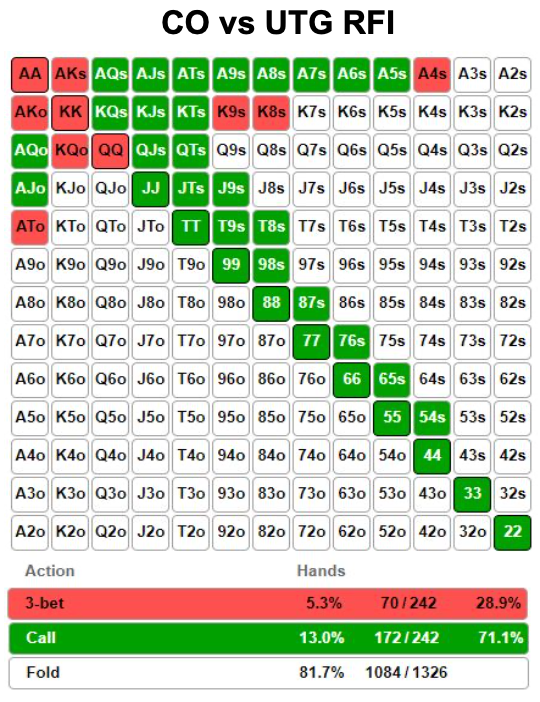 CO vs UTG RFI
AA AKs AQs AJs ATs A9s A8s A7s A6s A5s A4s A3s A2s
AKo KK KQs KJs KTs K9s K8s K7s K6s K5s K4s K3s K2s
AQo KQo QQ QJs QTs Q9s Q8s Q7s Q6s Q5s Q4s Q3s Q2s
AJo KJo QJo JJ JTs J9s J8s J7s J6s J5s J4s J3s J2s
ATo KTo QTo JTo TT T9s T8s T7s T6s T5s T4s T3s T2s
A9o K9o Q9o J9o T9o 99 98s 97s 96s 95s 94s 93s 92s
A8o K8o Q8o J8o T8o 98o 88 87s 86s 85s 84s 83s 82s
A7o K7o Q7o J7o T7o 97o 87o 77 76s 75s 74s 73s 72s
A6o K6o Q6o J6o T6o 96o 86o 76o 66 65s 64s 63s 62s
A5o K5o Q5o J5o T5o 95o 85o 75o 65o 55 54s 53s 52s
A4o K4o Q4o J4o T4o 94o 84o 74o 64o 54o 44 43s 42s
A3o K3o Q3o J3o T3o 93o 83o 73o 63o 53o 43o 33 32s
A2o K2o Q2o J2o T2o 92o 82o 72o 62o 52o 42o 32o 22
Action Hands
3-bet 5.3% 70/242 28.9%
Call 13.0% 172/242 71.1%
Fold 81.7% 1084/1326